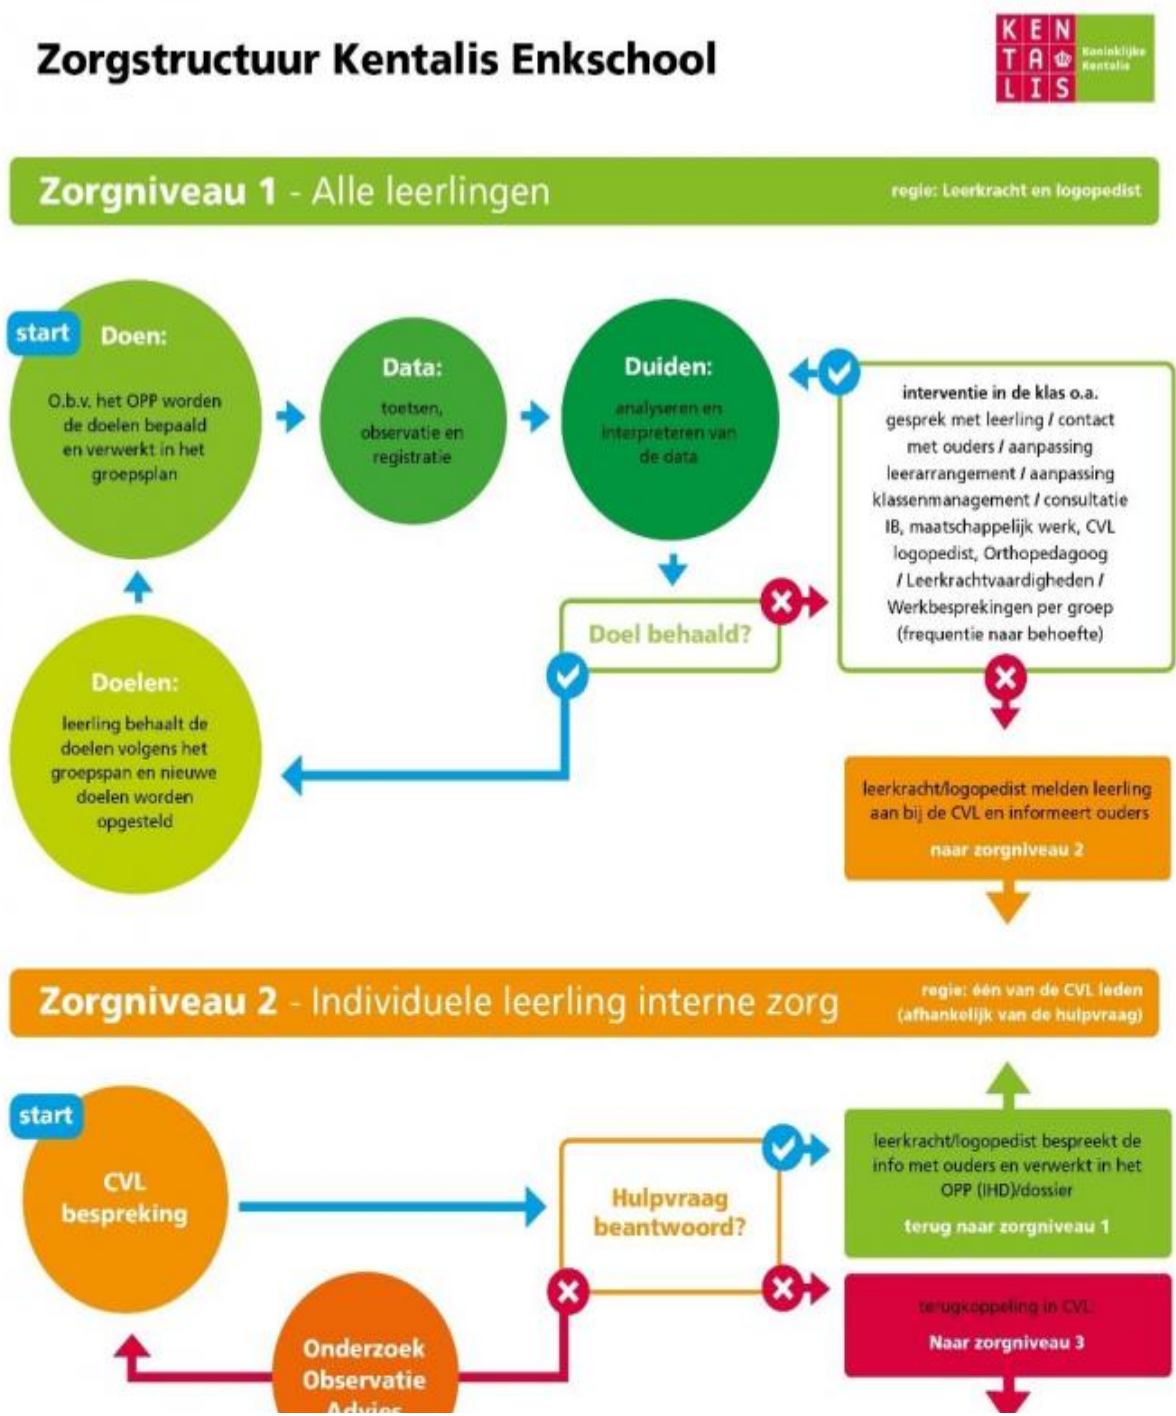 Zorgstructuur Kentalis Enkschool
KEN
TA
LIS
Koninklijke
Kentalis
Zorgniveau 1 - Alle leerlingen
regie: Leerkracht en logopedist
start
Doen:
O.b.v. het OPP worden
de doelen bepaald
en verwerkt in het
groepsplan
Data:
toetsen,
observatie en
registratie
Duiden:
analyseren en
interpreteren van
de data
interventie in de klas o.a.
gesprek met leerling / contact
met ouders / aanpassing
leerarrangement / aanpassing
klassenmanagement / consultatie
IB, maatschappelijk werk, CVL
logopedist, Orthopedagoog
/ Leerkrachtvaardigheden /
Werkbesprekingen per groep
(frequentie naar behoefte)
Doel behaald?
Doelen:
leerling behaalt de
doelen volgens het
groepspan en nieuwe
doelen worden
opgesteld
leerkracht/logopedist melden leerling
aan bij de CVL en informeert ouders
naar zorgniveau 2
Zorgniveau 2 - Individuele leerling interne zorg
regie: één van de CVL leden
(afhankelijk van de hulpvraag)
start
CVL
bespreking
Hulpvraag
beantwoord?
leerkracht/logopedist bespreekt de
info met ouders en verwerkt in het
OPP (IHD)/dossier
terug naar zorgniveau 1
terugkoppeling in CVL:
Naar zorgniveau 3
Onderzoek
Observatie
Advies